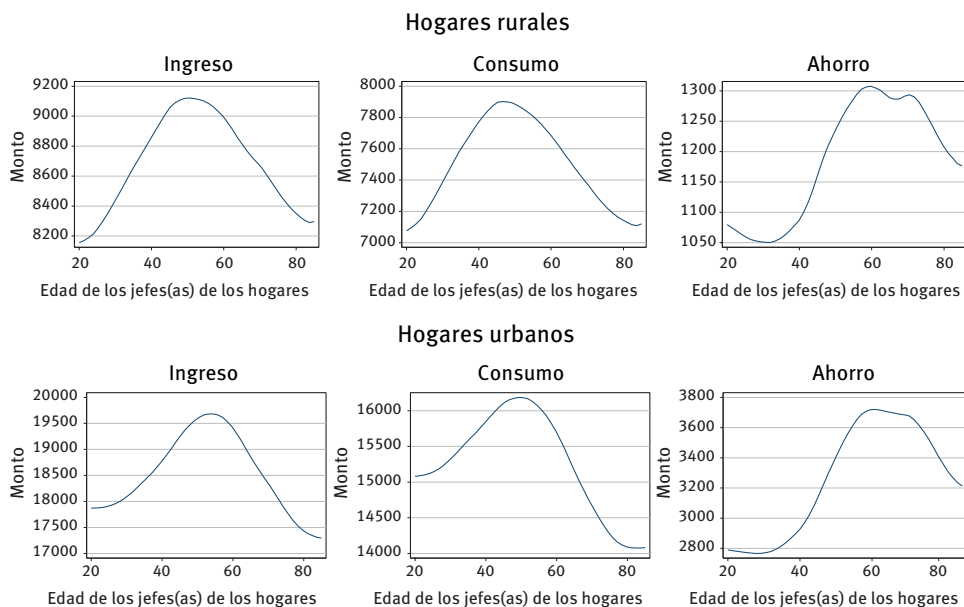 Hogares rurales
Ingreso
Monto
9200
9000
8800
8600
8400
8200
20 40 60 80
Edad de los jefes(as) de los hogares
Consumo
Monto
8000
7800
7600
7400
7200
7000
20 40 60 80
Edad de los jefes(as) de los hogares
Ahorro
Monto
1300
1250
1200
1150
1100
1050
20 40 60 80
Edad de los jefes(as) de los hogares
Hogares urbanos
Ingreso
Monto
20000
19500
19000
18500
18000
17500
17000
20 40 60 80
Edad de los jefes(as) de los hogares
Consumo
Monto
16000
15500
15000
14500
14000
20 40 60 80
Edad de los jefes(as) de los hogares
Ahorro
Monto
3800
3600
3400
3200
3000
2800
20 40 60 80
Edad de los jefes(as) de los hogares